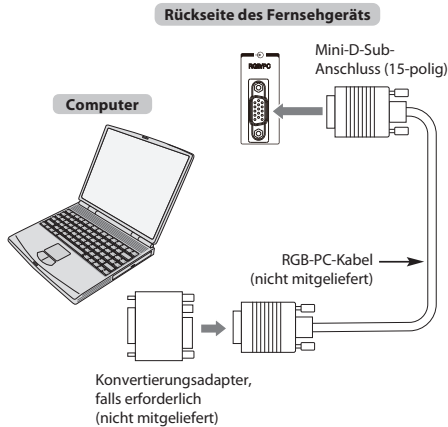 Rückseite des Fernsehgeräts
RGB/PC
Mini-D-Sub-
Anschluss (15-polig)
Computer
RGB-PC-Kabel
(nicht mitgeliefert)
Konvertierungsadapter,
falls erforderlich
(nicht mitgeliefert)